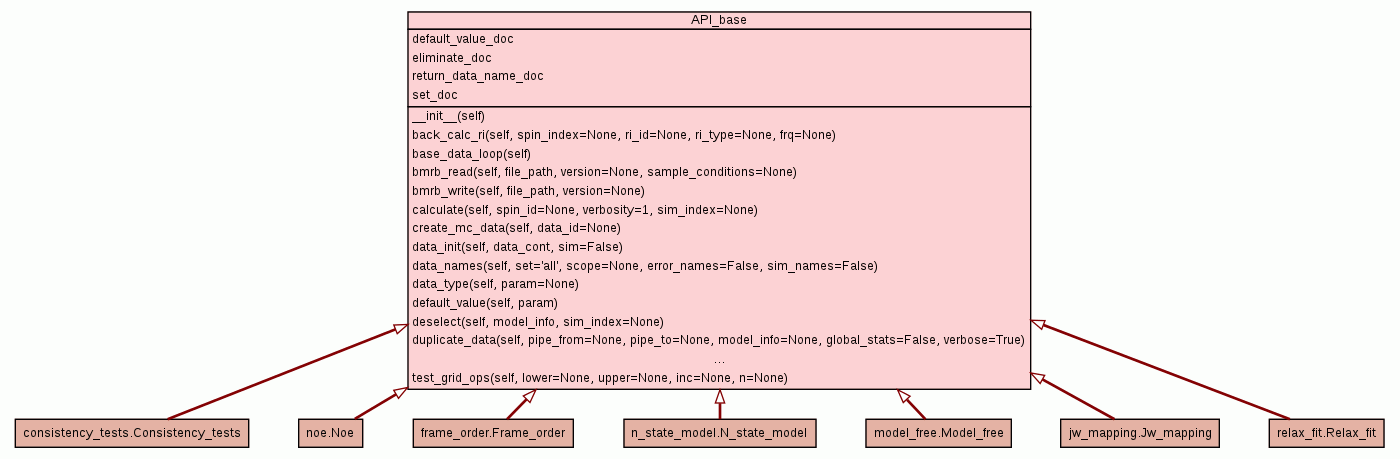 API_base
default_value_doc
eliminate_doc
return_data_name_doc
set_doc
__init__(self)
back_calc_ri(self, spin_index=None, ri_id=None, ri_type=None, frq=None)
base_data_loop(self)
bmrb_read(self, file_path, version=None, sample_conditions=None)
bmrb_write(self, file_path, version=None)
calculate(self, spin_id=None, verbosity=1, sim_index=None)
create_mc_data(self, data_id=None)
data_init(self, data_cont, sim=False)
data_names(self, set='all', scope=None, error_names=False, sim_names=False)
data_type(self, param=None)
default_value(self, param)
deselect(self, model_info, sim_index=None)
duplicate_data(self, pipe_from=None, pipe_to=None, model_info=None, global_stats=False, verbose=True)
...
test_grid_ops(self, lower=None, upper=None, inc=None, n=None)
consistency_tests.Consistency_tests
noe.Noe
frame_order.Frame_order
n_state_model.N_state_model
model_free.Model_free
jw_mapping.Jw_mapping
relax_fit.Relax_fit